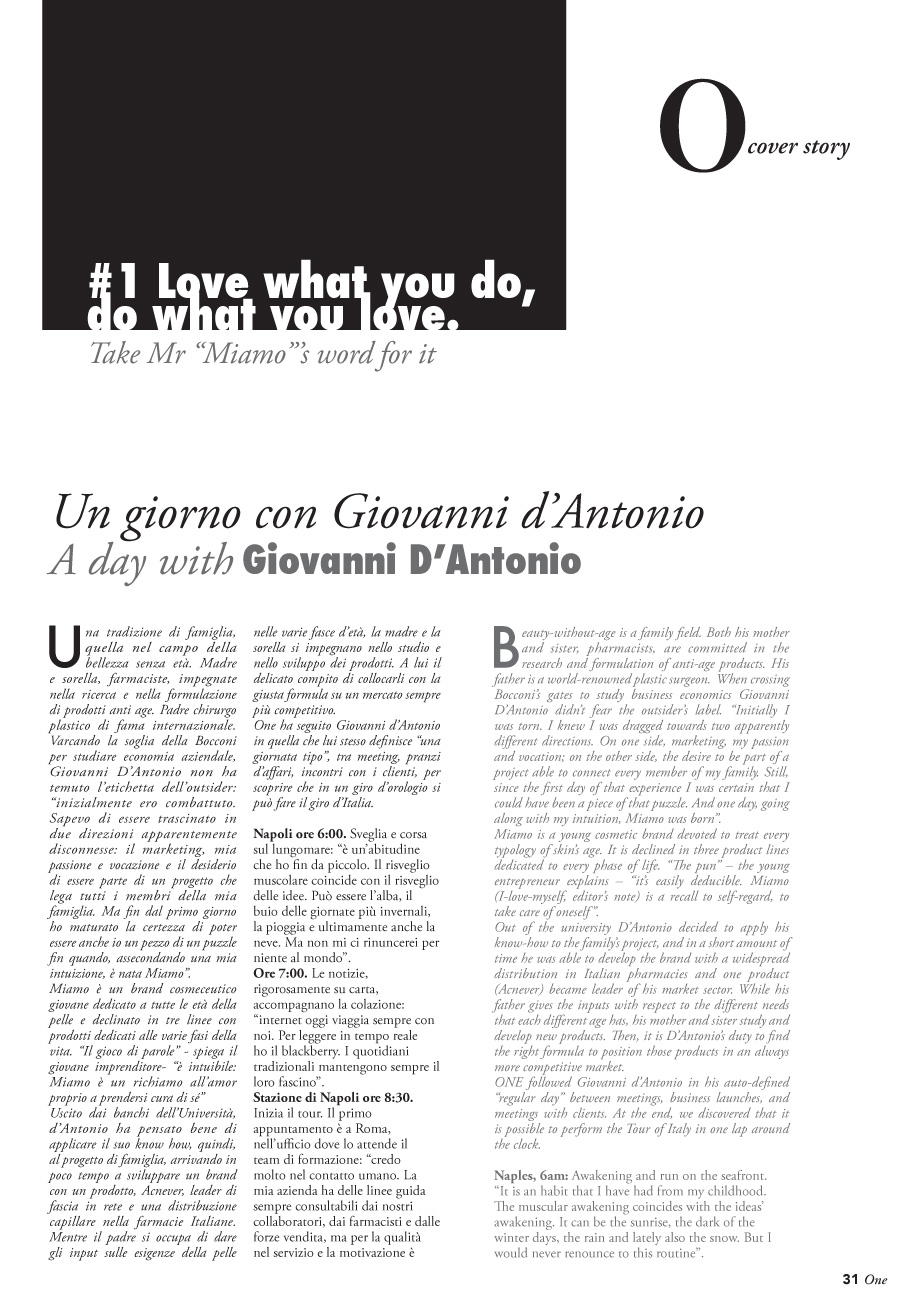 O cover story
#1 Love what you do,
do what you love.
Take Mr “Miamo”’s word for it
Un giorno con Giovanni d’Antonio
A day with Giovanni D’Antonio
Una tradizione di famiglia,
quella nel campo della
bellezza senza età. Madre
e sorella, farmaciste, impegnate
nella ricerca e nella formulazione
di prodotti anti age. Padre chirurgo
plastico di fama internazionale.
Varcando la soglia della Bocconi
per studiare economia aziendale,
Giovanni D’Antonio non ha
temuto l’etichetta dell’outsider:
“inizialmente ero combattuto.
Sapevo di essere trascinato in
due direzioni apparentemente
disconnesse: il marketing, mia
passione e vocazione e il desiderio
di essere parte di un progetto che
lega tutti i membri della mia
famiglia. Ma fin dal primo giorno
ho maturato la certezza di poter
essere anche io un pezzo di un puzzle
fin quando, assecondando una mia
intuizione, è nata Miamo”.
Miamo è un brand cosmeceutico
giovane dedicato a tutte le età della
pelle e declinato in tre linee con
prodotti dedicati alle varie fasi della
vita. “Il gioco di parole” - spiega il
giovane imprenditore- “è intuibile:
Miamo è un richiamo all’amor
proprio a prendersi cura di sé”
Uscito dai banchi dell’Università,
d’Antonio ha pensato bene di
applicare il suo know how, quindi,
al progetto di famiglia, arrivando in
poco tempo a sviluppare un brand
con un prodotto, Acnever, leader di
fascia in rete e una distribuzione
capillare nella farmacie Italiane.
Mentre il padre si occupa di dare
gli input sulle esigenze della pelle
nelle varie fasce d’età, la madre e la
sorella si impegnano nello studio e
nello sviluppo dei prodotti. A lui il
delicato compito di collocarli con la
giusta formula su un mercato sempre
più competitivo.
One ha seguito Giovanni d’Antonio
in quella che lui stesso definisce “una
giornata tipo”, tra meeting, pranzi
d’affari, incontri con i clienti, per
scoprire che in un giro d’orologio si
può fare il giro d’Italia.
Napoli ore 6:00. Sveglia e corsa
sul lungomare: “è un’abitudine
che ho fin da piccolo. Il risveglio
muscolare coincide con il risveglio
delle idee. Può essere l’alba, il
buio delle giornate più invernali,
la pioggia e ultimamente anche la
neve. Ma non mi ci rinuncerei per
niente al mondo”.
Ore 7:00. Le notizie,
rigorosamente su carta,
accompagnano la colazione:
“internet oggi viaggia sempre con
noi. Per leggere in tempo reale
ho il blackberry. I quotidiani
tradizionali mantengono sempre il
loro fascino”.
Stazione di Napoli ore 8:30.
Inizia il tour. Il primo
appuntamento è a Roma,
nell’ufficio dove lo attende il
team di formazione: “credo
molto nel contatto umano. La
mia azienda ha delle linee guida
sempre consultabili dai nostri
collaboratori, dai farmacisti e dalle
forze vendita, ma per la qualità
nel servizio e la motivazione è
Beauty-without-age is a family field. Both his mother
and sister, pharmacists, are committed in the
research and formulation of anti-age products. His
father is a world-renowned plastic surgeon. When crossing
Bocconi’s gates to study business economics Giovanni
D’Antonio didn’t fear the outsider’s label. “Initially I
was torn. I knew I was dragged towards two apparently
different directions. On one side, marketing, my passion
and vocation; on the other side, the desire to be part of a
project able to connect every member of my family. Still,
since the first day of that experience I was certain that I
could have been a piece of that puzzle. And one day, going
along with my intuition, Miamo was born”.
Miamo is a young cosmetic brand devoted to treat every
typology of skin’s age. It is declined in three product lines
dedicated to every phase of life. “The pun” – the young
entrepreneur explains – “it’s easily deducible. Miamo
(I-love-myself, editor’s note) is a recall to self-regard, to
take care of oneself”.
Out of the university D’Antonio decided to apply his
know-how to the family’s project, and in a short amount of
time he was able to develop the brand with a widespread
distribution in Italian pharmacies and one product
(Acnever) became leader of his market sector. While his
father gives the inputs with respect to the different needs
that each different age has, his mother and sister study and
develop new products. Then, it is D’Antonio’s duty to find
the right formula to position those products in an always
more competitive market.
ONE followed Giovanni d’Antonio in his auto-defined
“regular day” between meetings, business launches, and
meetings with clients. At the end, we discovered that it
is possible to perform the Tour of Italy in one lap around
the clock.
Naples, 6am: Awakening and run on the seafront.
“It is an habit that I have had from my childhood.
The muscular awakening coincides with the ideas’
awakening. It can be the sunrise, the dark of the
winter days, the rain and lately also the snow. But I
would never renounce to this routine”.
31 One